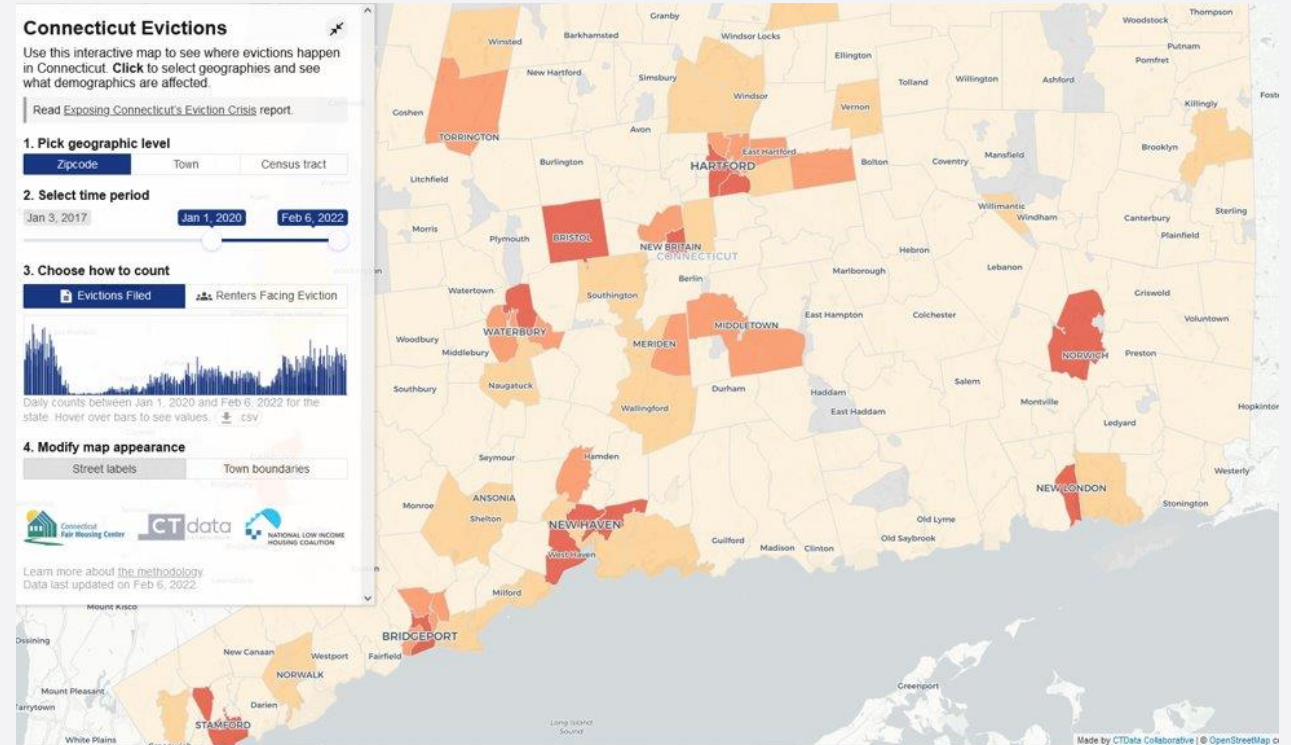 Connecticut Evictions
Use this interactive map to see where evictions happen
in Connecticut. Click to select geographies and see
what demographics are affected.
Read Exposing Connecticut's Eviction Crisis report.
1. Pick geographic level
Zipcode Town Census tract
2. Select time period
Jan 3, 2017 Jan 1, 2020 Feb 6, 2022
3. Choose how to count
Evictions Filed Renters Facing Eviction
Daily counts between Jan 1, 2020 and Feb 6, 2022 for the
state. Hover over bars to see values. csv
4. Modify map appearance
Street labels Town boundaries
Connecticut
Fair Housing Center
CTdata
NATIONAL LOW INCOME
HOUSING COALITION
Learn more about the methodology.
Data last updated on Feb 6, 2022.
Granby
Thompson
Woodstock
Winsted
Barkhamsted
Windsor Locks
Putnam
Ellington
Pomfret
New Hartford
Simsbury
Tolland
Willington
Ashford
Windsor
Killingly
Goshen
Vernon
Avon
TORRINGTON
East Hartford
Brooklyn
Burlington
HARTFORD
Bolton
Coventry
Mansfield
Litchfield
Willimantic
Windham
Canterbury
Sterling
Morris
Plymouth
BRISTOL
Plainfield
NEW BRITAIN
CONNECTICUT
Hebron
Marlborough
Lebanon
Berlin
Watertown
Southington
Griswold
East Hampton
Colchester
Voluntown
WATERBURY
MIDDLETOWN
Woodbury
MERIDEN
Middlebury
NORWICH
Preston
Southbury
Naugatuck
Durham
Salem
Haddam
Wallingford
East Haddam
Montville
Hopkinton
Ledyard
Seymour
Hamden
Westerly
ANSONIA
NEW LONDON
Monroe
Shelton
Stonington
NEW HAVEN
Old Lyme
Guilford
Old Saybrook
Madison
Clinton
West Haven
Milford
Mount Kisco
BRIDGEPORT
Ossining
New Canaan
Westport
Fairfield
NORWALK
Greenport
Mount Pleasant
Darien
Tarrytown
STAMFORD
Long Island
Sound
White Plains
Made by CTData Collaborative | © OpenStreetMap